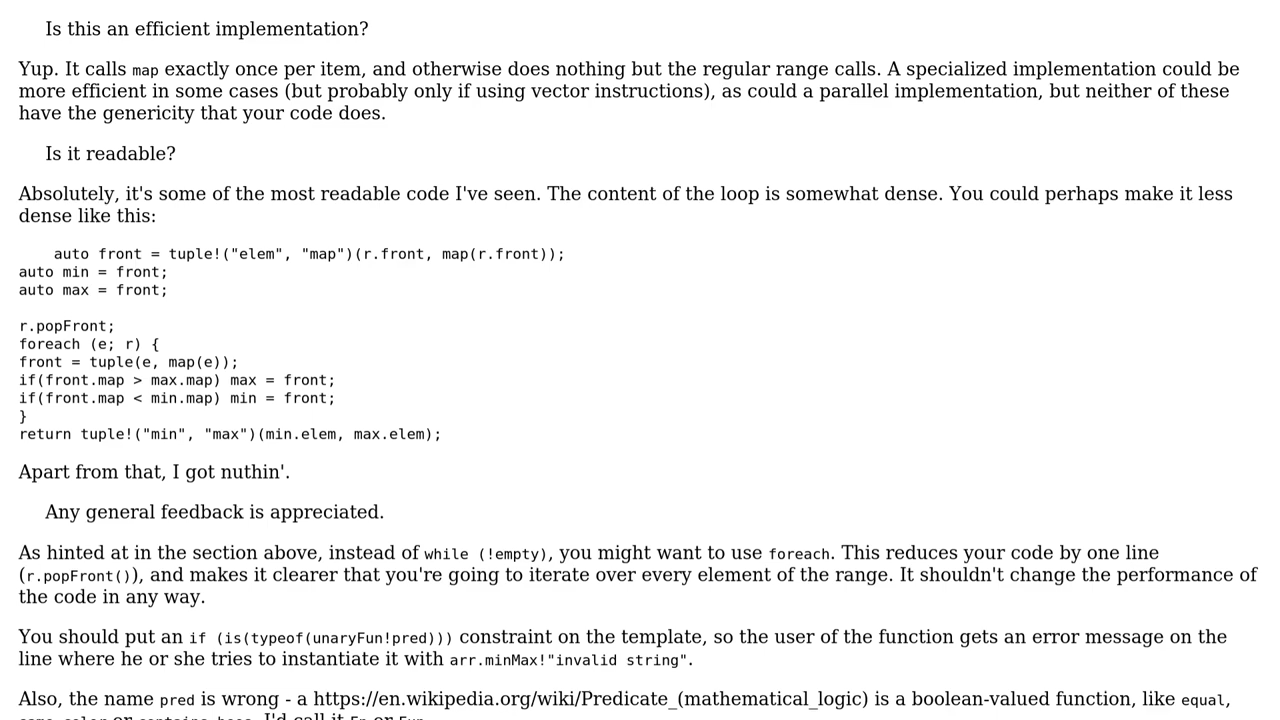 Is this an efficient implementation?
Yup. It calls map exactly once per item, and otherwise does nothing but the regular range calls. A specialized implementation could be
more efficient in some cases (but probably only if using vector instructions), as could a parallel implementation, but neither of these
have the genericity that your code does.
Is it readable?
Absolutely, it's some of the most readable code I've seen. The content of the loop is somewhat dense. You could perhaps make it less
dense like this:
auto front = tuple!("elem", "map")(r.front, map(r.front));
auto min = front;
auto max = front;
r.popFront;
foreach (e; r) {
front = tuple(e, map(e));
if(front.map > max.map) max = front;
if(front.map < min.map) min = front;
}
return tuple!("min", "max")(min.elem, max.elem);
Apart from that, I got nuthin'.
Any general feedback is appreciated.
As hinted at in the section above, instead of while (!empty), you might want to use foreach. This reduces your code by one line
(r.popFront()), and makes it clearer that you're going to iterate over every element of the range. It shouldn't change the performance of
the code in any way.
You should put an if (is(typeof(unaryFun!pred))) constraint on the template, so the user of the function gets an error message on the
line where he or she tries to instantiate it with arr.minMax!"invalid string".
Also, the name pred is wrong - a https://en.wikipedia.org/wiki/Predicate_(mathematical_logic) is a boolean-valued function, like equal,
I'd call it